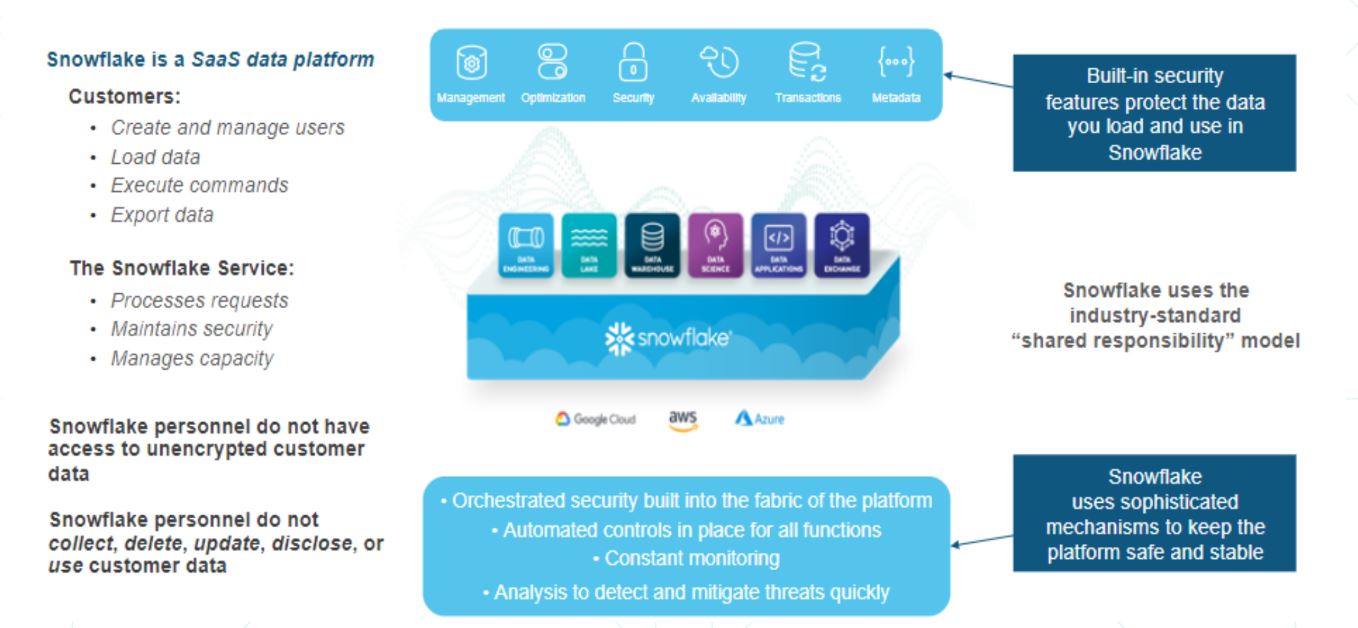 Snowflake is a SaaS data platform
Customers:
• Create and manage users
• Load data
• Execute commands
• Export data
The Snowflake Service:
• Processes requests
• Maintains security
• Manages capacity
Snowflake personnel do not have
access to unencrypted customer
data
Snowflake personnel do not
collect, delete, update, disclose, or
use customer data
Management
Optimization
Security
Availability
Transactions
Metadata
DATA
ENGINEERING
DATA
LAKE
DATA
WAREHOUSE
DATA
SCIENCE
DATA
APPLICATIONS
DATA
EXCHANGE
snowflake®
Google Cloud
aws
Azure
• Orchestrated security built into the fabric of the platform
• Automated controls in place for all functions
• Constant monitoring
• Analysis to detect and mitigate threats quickly
Built-in security
features protect the data
you load and use in
Snowflake
Snowflake uses the
industry-standard
“shared responsibility” model
Snowflake
uses sophisticated
mechanisms to keep the
platform safe and stable